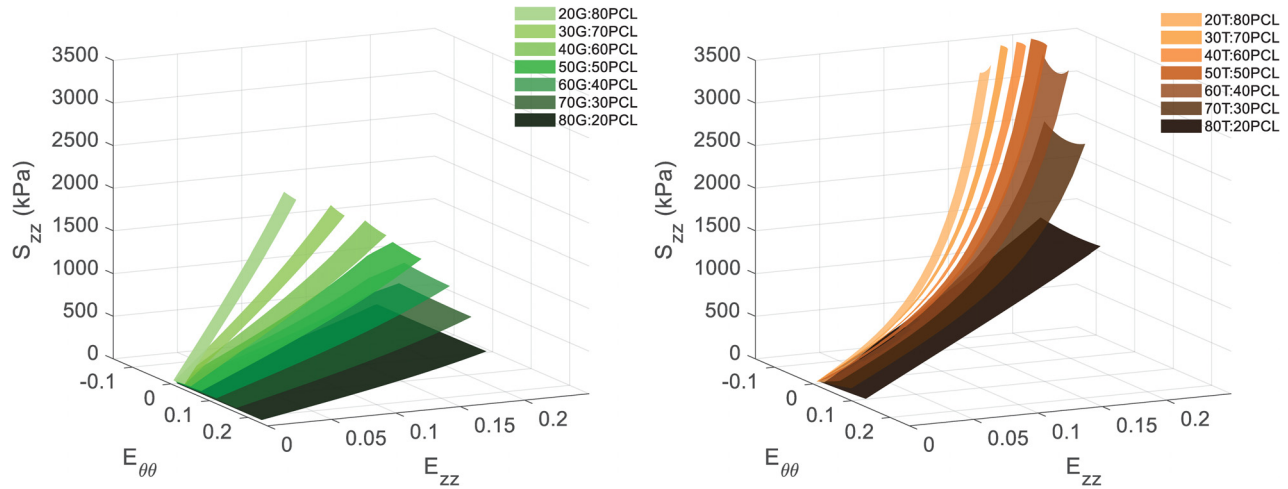 20G:80PCL
30G:70PCL
40G:60PCL
50G:50PCL
60G:40PCL
70G:30PCL
80G:20PCL
3500
3000
2500
2000
1500
1000
500
0
S_zz (kPa)
-0.1
0
0.1
0.2
E_θθ
0
0.05
0.1
0.15
0.2
E_zz
20T:80PCL
30T:70PCL
40T:60PCL
50T:50PCL
60T:40PCL
70T:30PCL
80T:20PCL
3500
3000
2500
2000
1500
1000
500
0
S_zz (kPa)
-0.1
0
0.1
0.2
E_θθ
0
0.05
0.1
0.15
0.2
E_zz